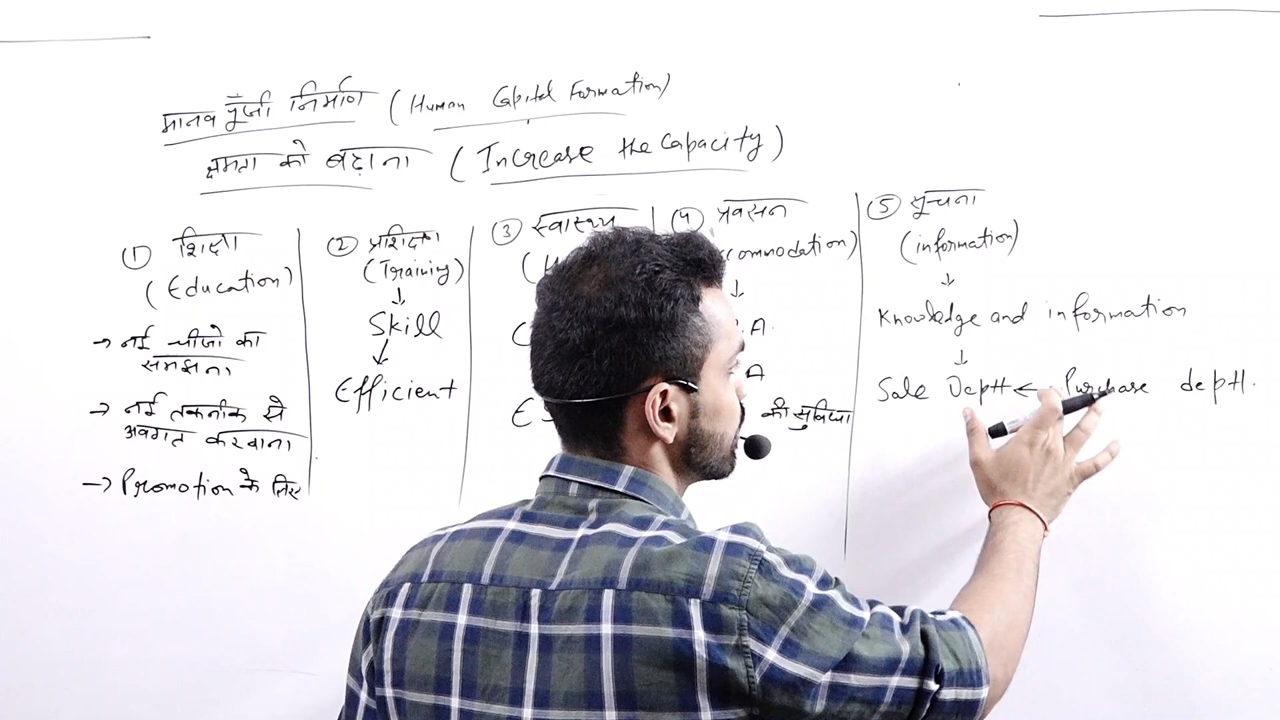 मानव पूँजी निर्माण (Human Capital Formation)
क्षमता को बढ़ाना (Increase the Capacity)
① शिक्षा
(Education)
→ नई चीजो का
समझना
→ नई तकनीक से
अवगत करवाना
→ Promotion के लिए
② प्रशिक्षण
(Training)
↓
Skill
↓
Efficient
③ स्वास्थ्य
④ प्रवसन
commodation)
↓
.A.
A
की सुविधा
⑤ सूचना
(information)
↓
Knowledge and information
↓
Sale Deptt ← Purchase deptt.